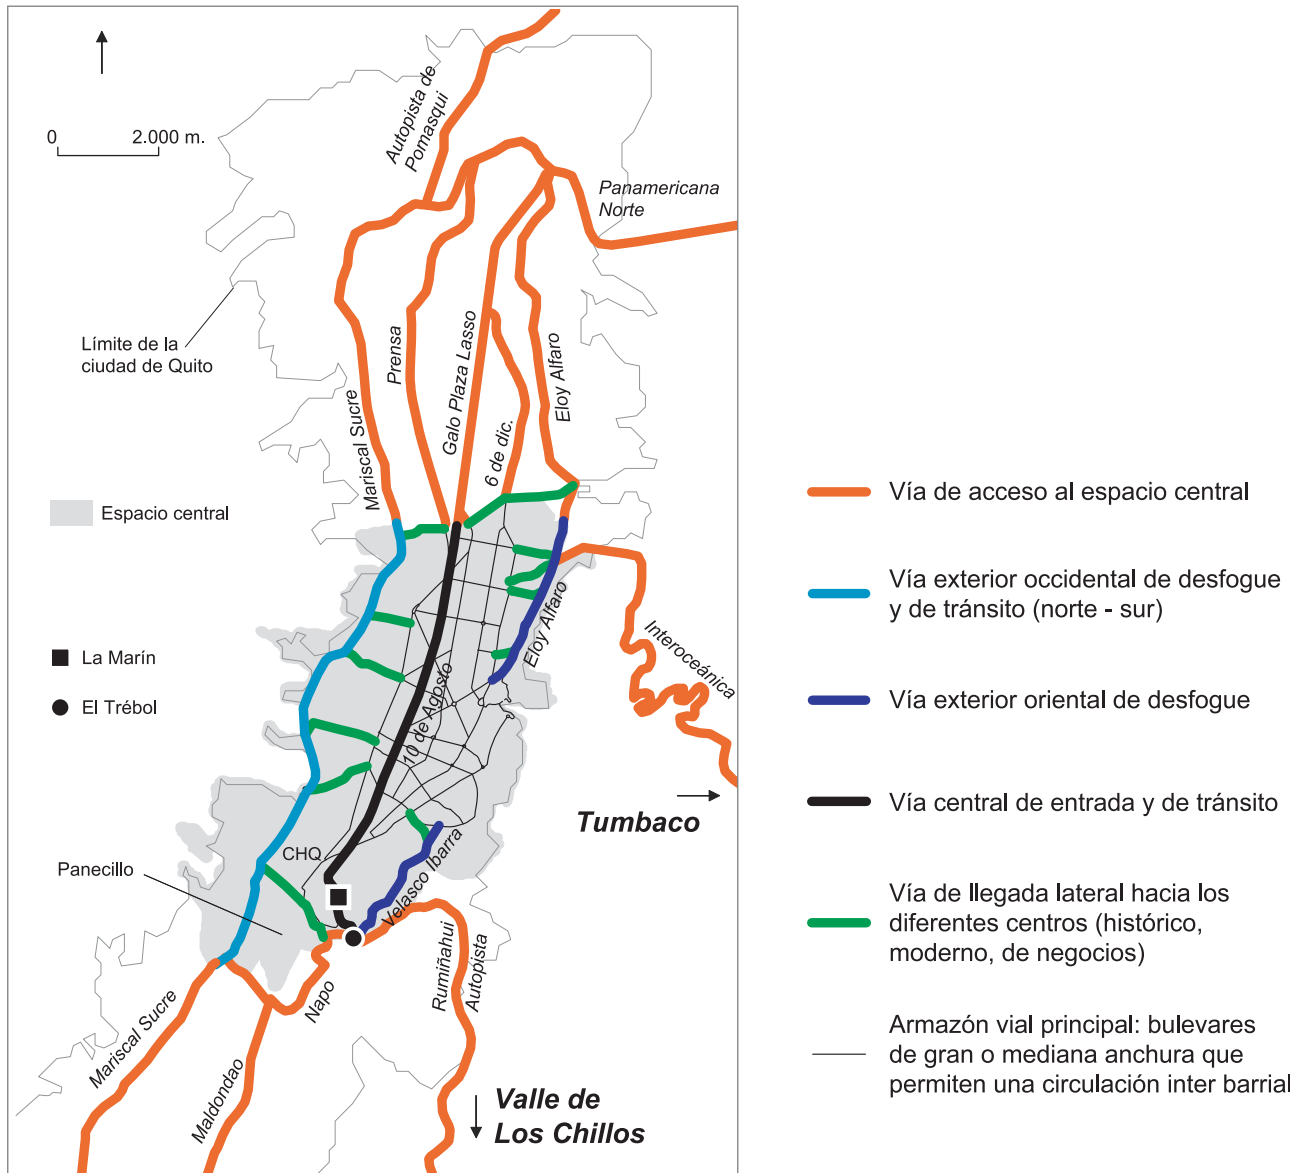 Autopista de
Pomasqui
0 2.000 m.
Panamericana
Norte
Límite de la
ciudad de Quito
Mariscal Sucre
Prensa
Galo Plaza Lasso
6 de dic.
Eloy Alfaro
Espacio central
La Marín
El Trébol
10 de Agosto
Eloy Alfaro
Interoceánica
Tumbaco
CHQ
Panecillo
Velasco Ibarra
Napo
Rumiñahui
Autopista
Mariscal Sucre
Maldondao
Valle de
Los Chillos
Vía de acceso al espacio central
Vía exterior occidental de desfogue
y de tránsito (norte - sur)
Vía exterior oriental de desfogue
Vía central de entrada y de tránsito
Vía de llegada lateral hacia los
diferentes centros (histórico,
moderno, de negocios)
Armazón vial principal: bulevares
de gran o mediana anchura que
permiten una circulación inter barrial